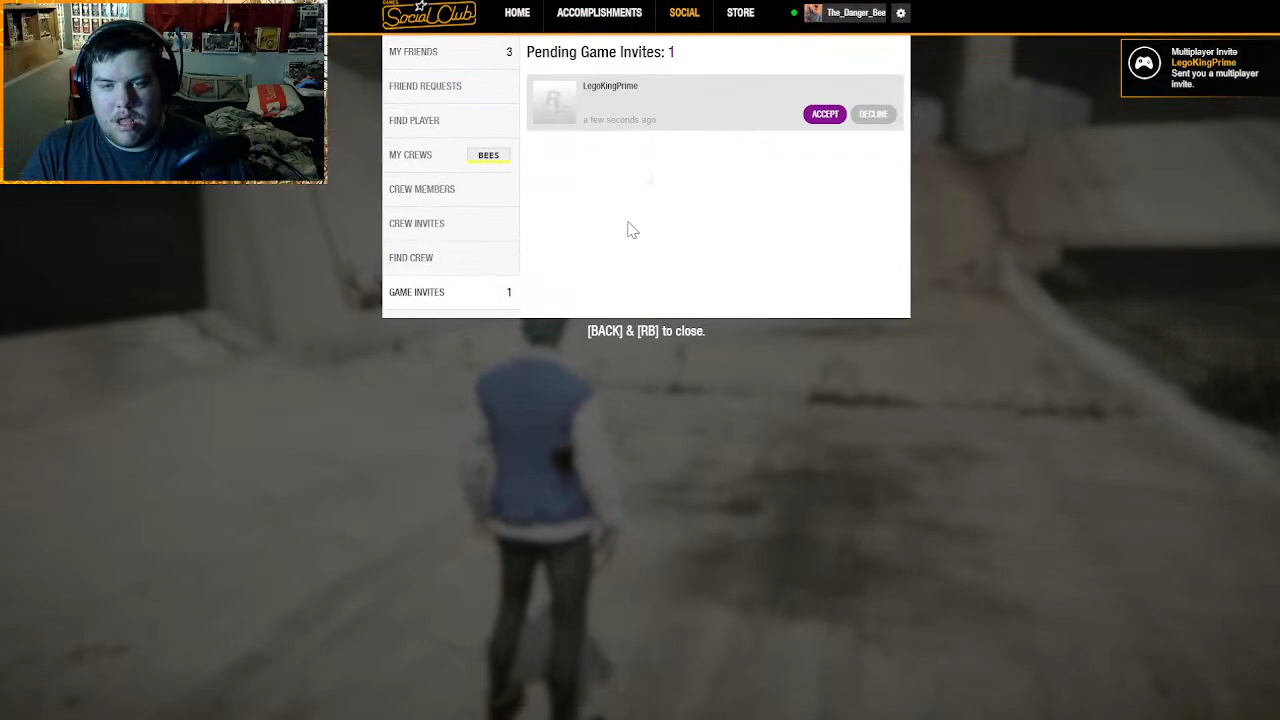 GAMES
Social Club
HOME
ACCOMPLISHMENTS
SOCIAL
STORE
The_Danger_Bee
MY FRIENDS 3
FRIEND REQUESTS
FIND PLAYER
MY CREWS BEES
CREW MEMBERS
CREW INVITES
FIND CREW
GAME INVITES 1
Pending Game Invites: 1
R
LegoKingPrime
a few seconds ago
ACCEPT
DECLINE
[BACK] & [RB] to close.
Multiplayer Invite
LegoKingPrime
Sent you a multiplayer
invite.